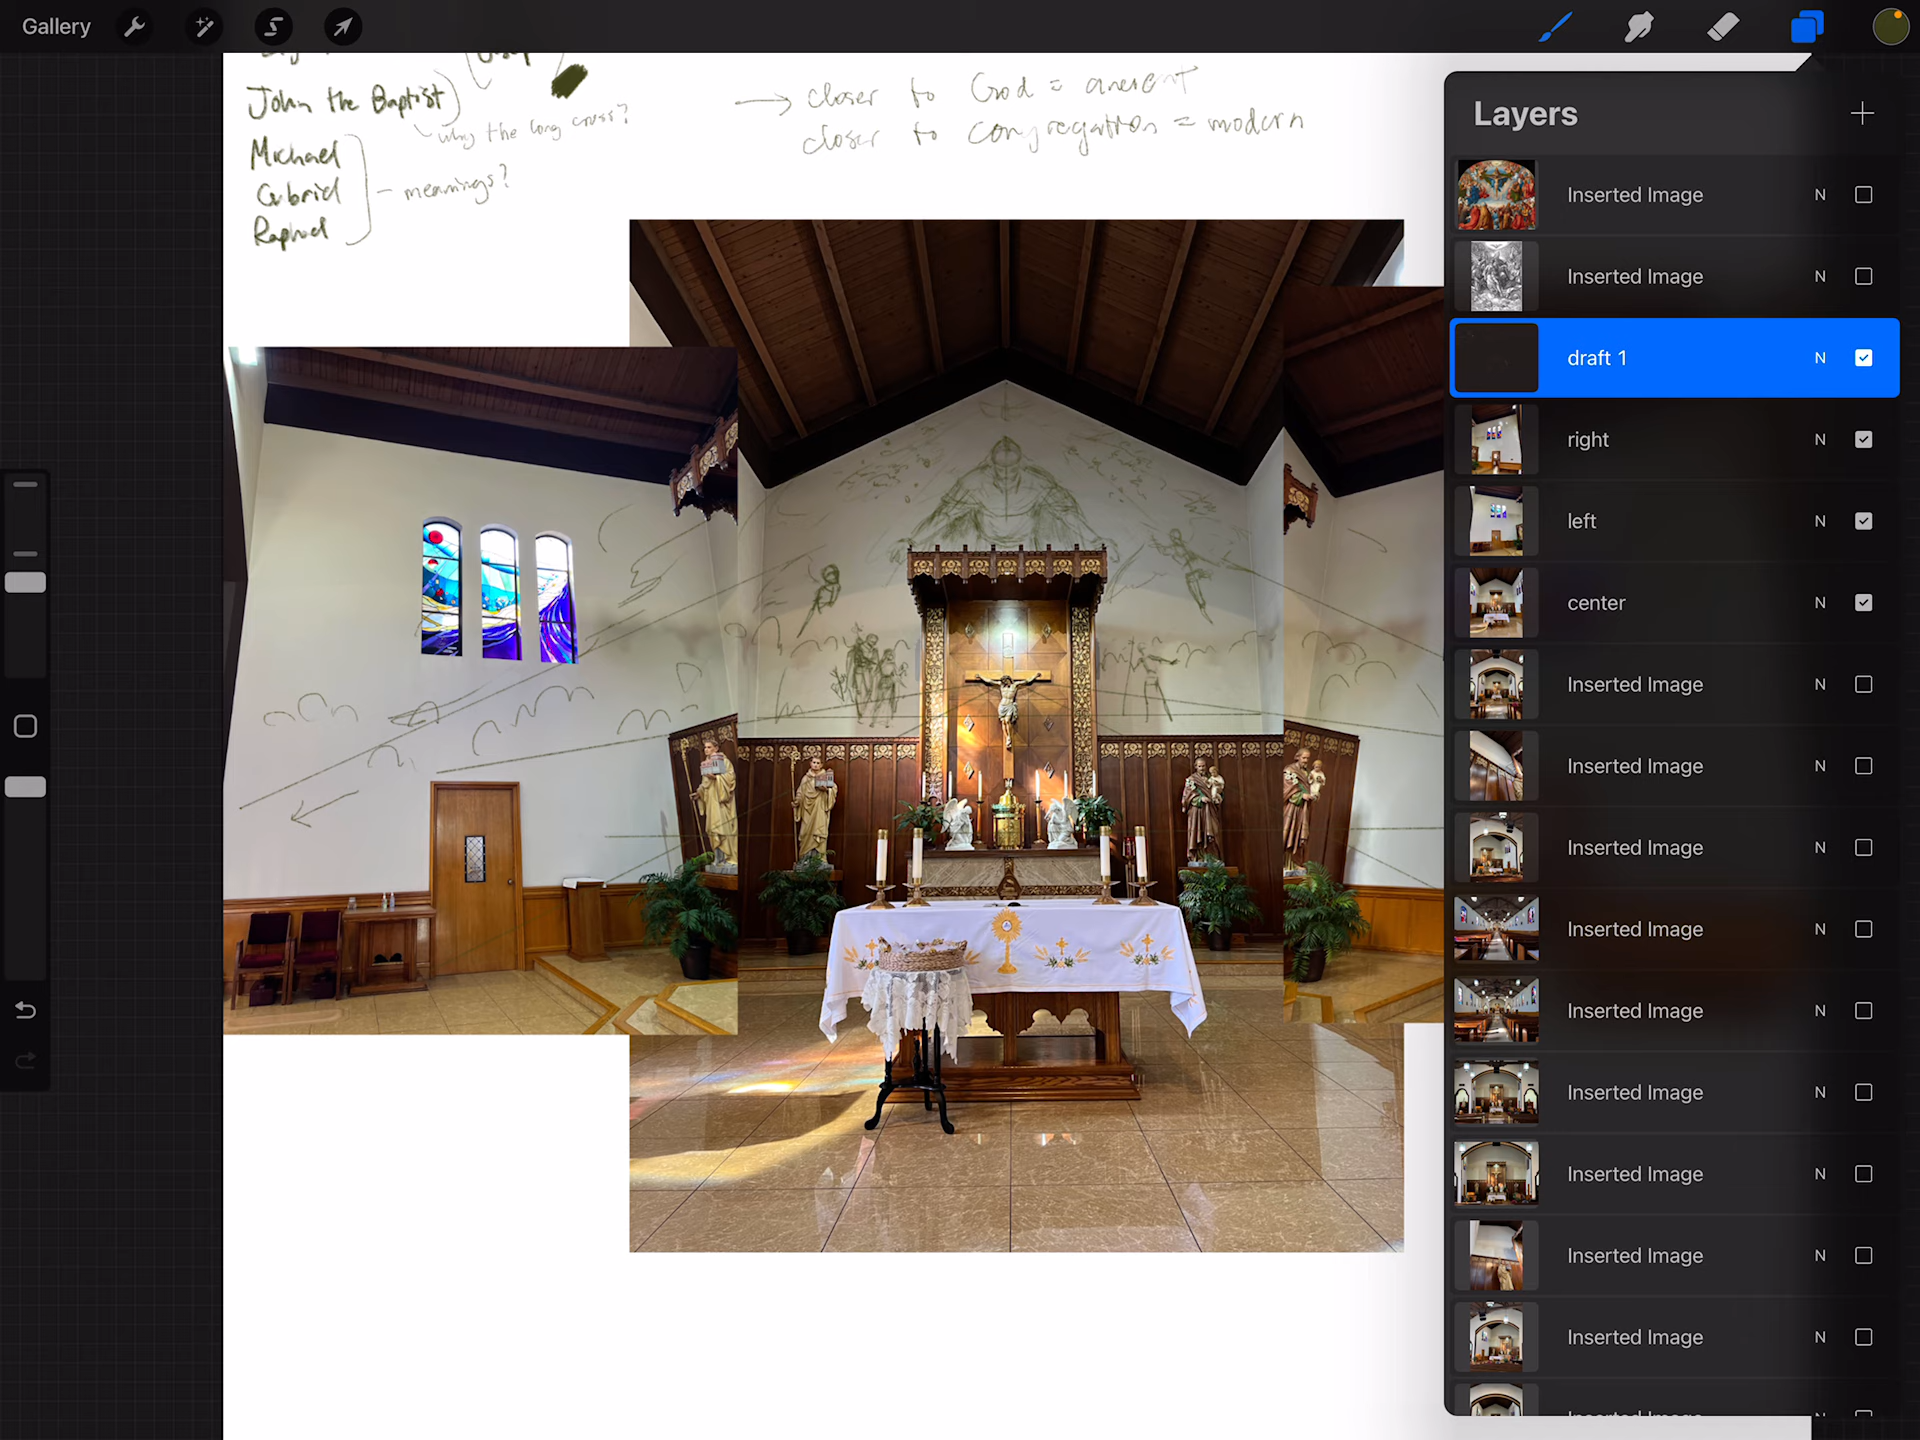 Gallery
John the Baptist
why the long cross?
Michael
Gabriel
Raphael
meanings?
closer to God = ancient
closer to congregation = modern
Layers
Inserted Image N
Inserted Image N
draft 1 N
right N
left N
center N
Inserted Image N
Inserted Image N
Inserted Image N
Inserted Image N
Inserted Image N
Inserted Image N
Inserted Image N
Inserted Image N
Inserted Image N